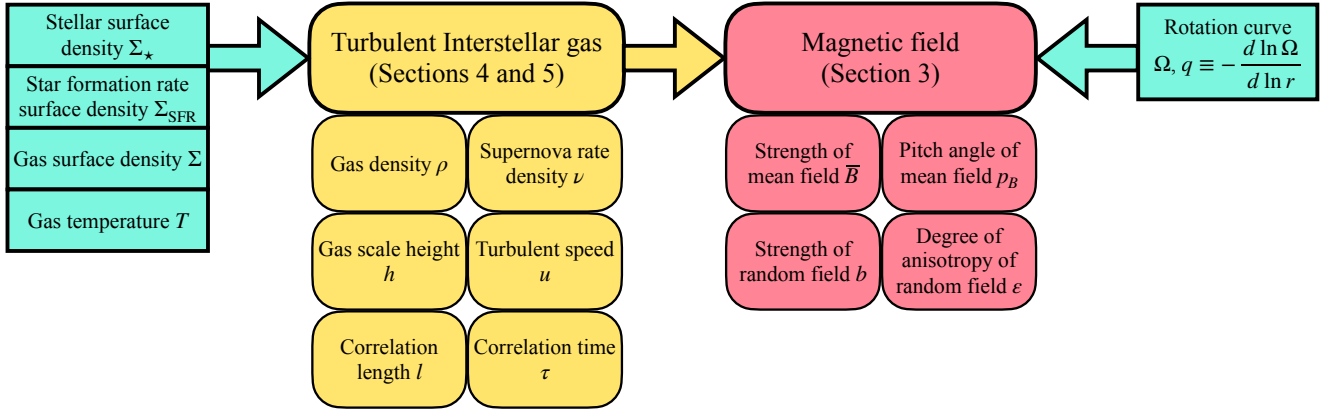 Stellar surface
density Σ⋆
Star formation rate
surface density Σ_SFR
Gas surface density Σ
Gas temperature T
Turbulent Interstellar gas
(Sections 4 and 5)
Gas density ρ
Supernova rate
density ν
Gas scale height
h
Turbulent speed
u
Correlation
length l
Correlation time
τ
Magnetic field
(Section 3)
Strength of
mean field B̅
Pitch angle of
mean field p_B
Strength of
random field b
Degree of
anisotropy of
random field ε
Rotation curve
Ω, q ≡ − d ln Ω / d ln r